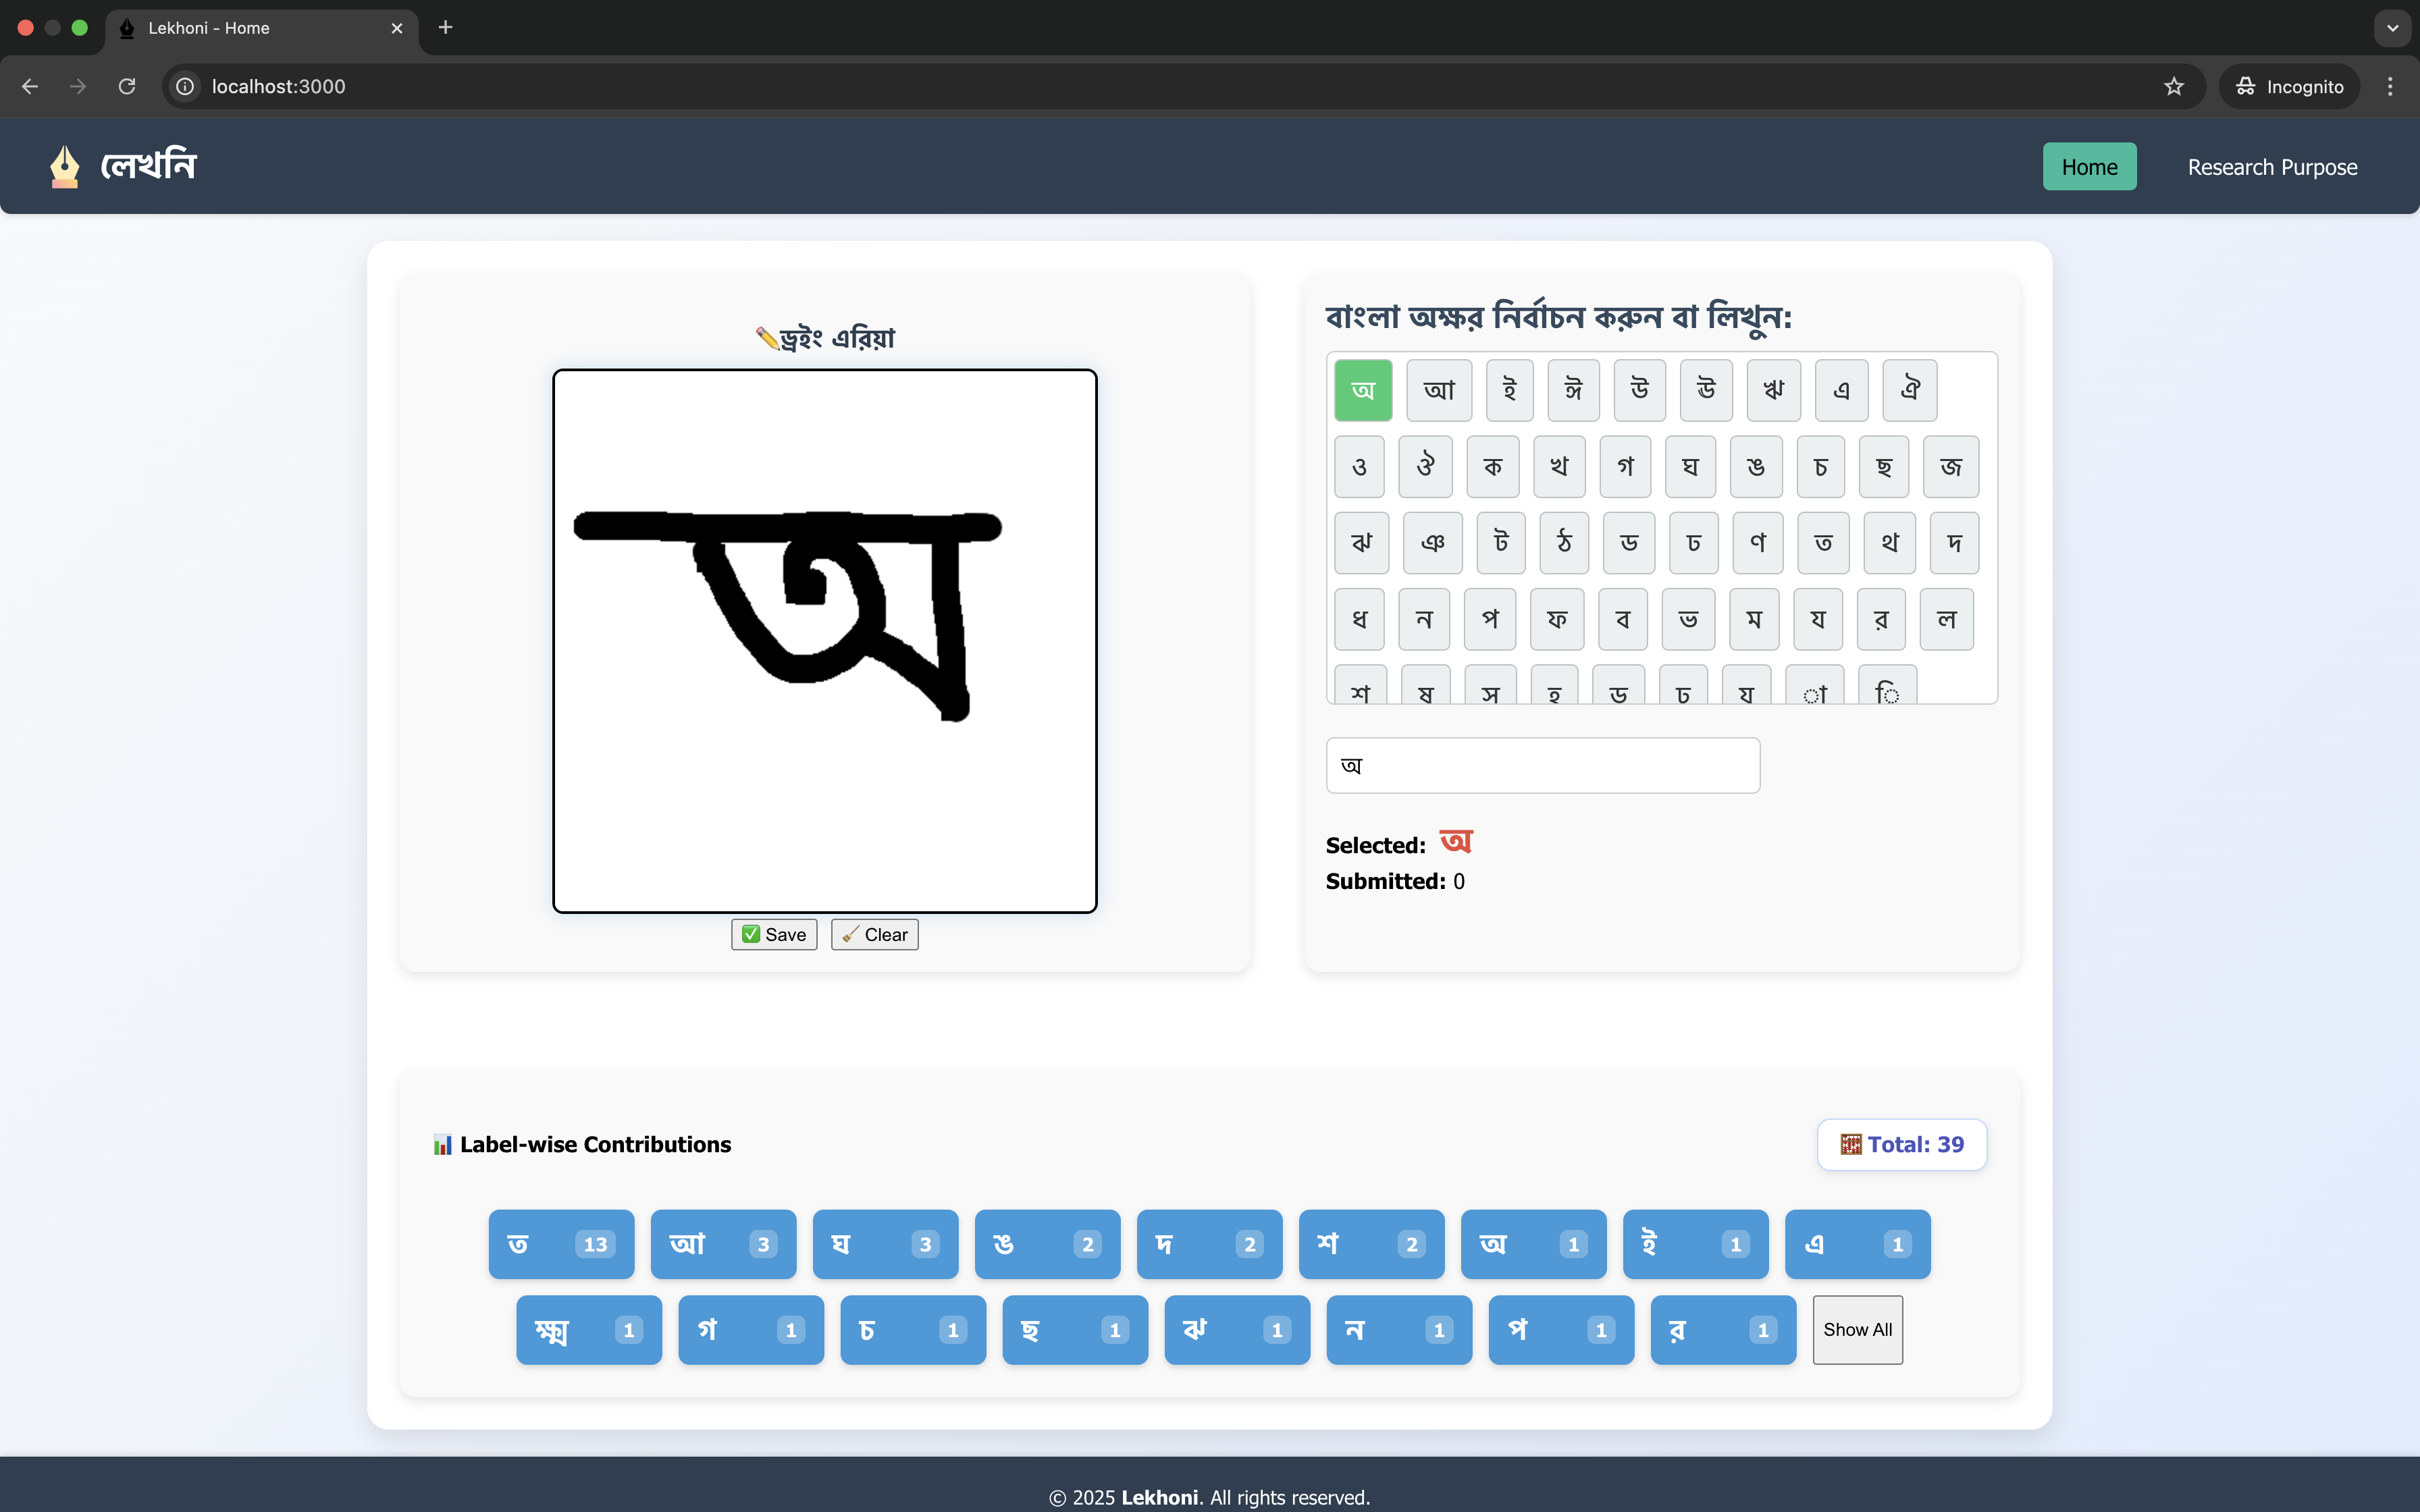 Lekhoni - Home
localhost:3000
Incognito
লেখনি
Home
Research Purpose
✏️ড্রইং এরিয়া
অ
✅ Save
🧹 Clear
বাংলা অক্ষর নির্বাচন করুন বা লিখুন:
অ আ ই ঈ উ ঊ ঋ এ ঐ
ও ঔ ক খ গ ঘ ঙ চ ছ জ
ঝ ঞ ট ঠ ড ঢ ণ ত থ দ
ধ ন প ফ ব ভ ম য র ল
শ ষ স হ া ি
অ
Selected: অ
Submitted: 0
📊 Label-wise Contributions
🧮 Total: 39
ত 13 আ 3 ঘ 3 ঙ 2 দ 2 শ 2 অ 1 ই 1 এ 1
ক্ষ্ম 1 গ 1 চ 1 ছ 1 ঝ 1 ন 1 প 1 র 1 Show All
© 2025 Lekhoni. All rights reserved.